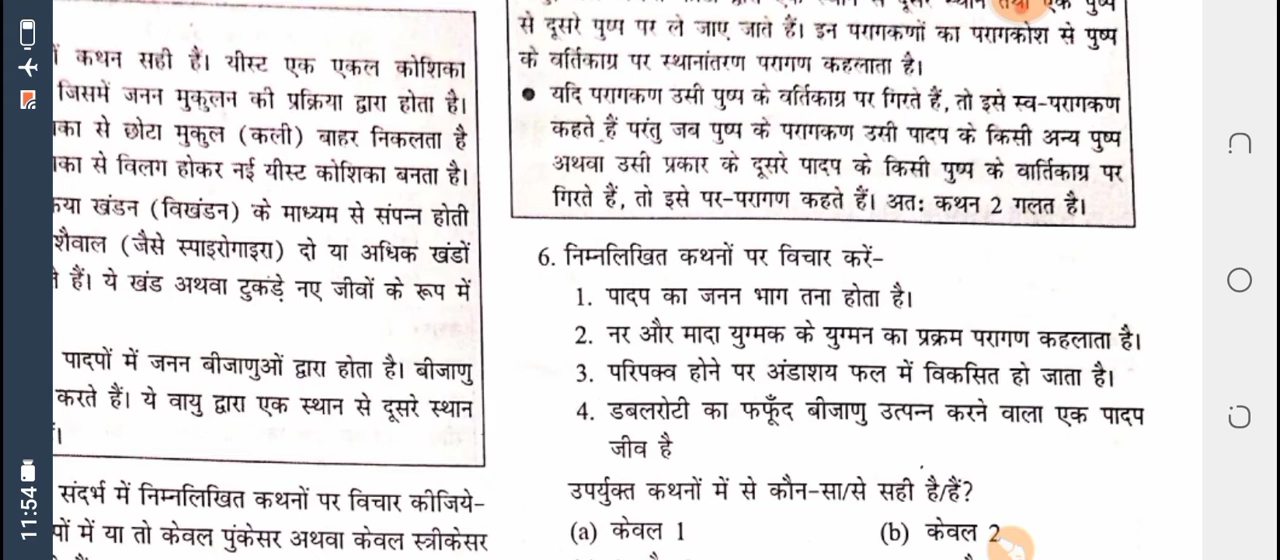 कथन सही हैं। यीस्ट एक एकल कोशिका
जिसमें जनन मुकुलन की प्रक्रिया द्वारा होता है।
से छोटा मुकुल (कली) बाहर निकलता है
से विलग होकर नई यीस्ट कोशिका बनता है।
खंडन (विखंडन) के माध्यम से संपन्न होती
शैवाल (जैसे स्पाइरोगाइरा) दो या अधिक खंडों
हैं। ये खंड अथवा टुकड़े नए जीवों के रूप में
पादपों में जनन बीजाणुओं द्वारा होता है। बीजाणु
करते हैं। ये वायु द्वारा एक स्थान से दूसरे स्थान
संदर्भ में निम्नलिखित कथनों पर विचार कीजिये-
में या तो केवल पुंकेसर अथवा केवल स्त्रीकेसर
से दूसरे पुष्प पर ले जाए जाते हैं। इन परागकणों का परागकोश से पुष्प
के वर्तिकाग्र पर स्थानांतरण परागण कहलाता है।
● यदि परागकण उसी पुष्प के वर्तिकाग्र पर गिरते हैं, तो इसे स्व-परागकण
कहते हैं परंतु जब पुष्प के परागकण उसी पादप के किसी अन्य पुष्प
अथवा उसी प्रकार के दूसरे पादप के किसी पुष्प के वार्तिकाग्र पर
गिरते हैं, तो इसे पर-परागण कहते हैं। अतः कथन 2 गलत है।
6. निम्नलिखित कथनों पर विचार करें-
1. पादप का जनन भाग तना होता है।
2. नर और मादा युग्मक के युग्मन का प्रक्रम परागण कहलाता है।
3. परिपक्व होने पर अंडाशय फल में विकसित हो जाता है।
4. डबलरोटी का फफूँद बीजाणु उत्पन्न करने वाला एक पादप
जीव है
उपर्युक्त कथनों में से कौन-सा/से सही है/हैं?
(a) केवल 1 (b) केवल 2
11:54